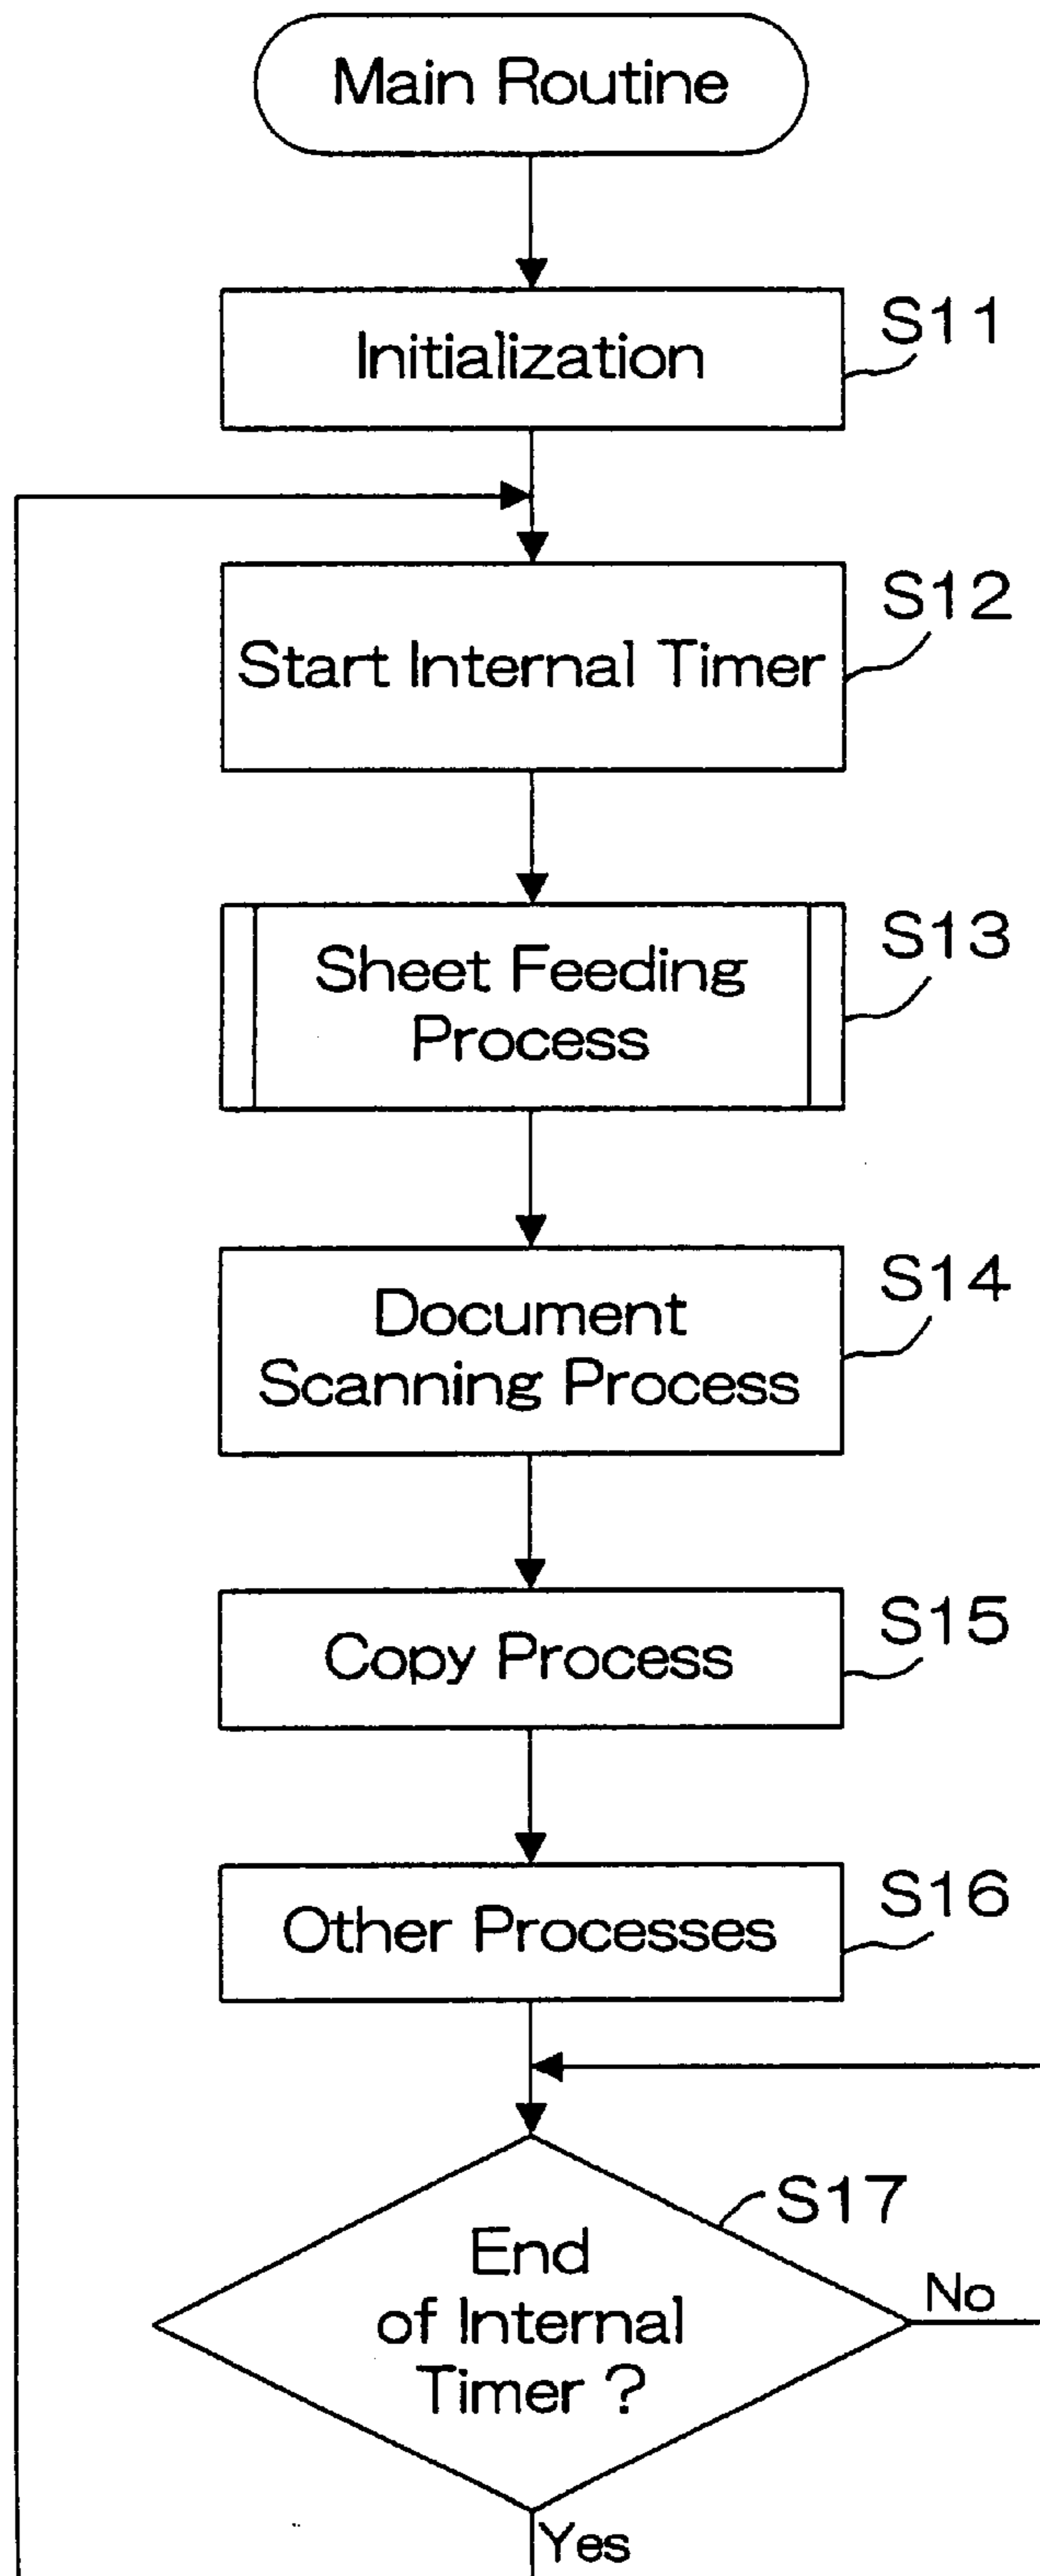 Main Routine
Initialization
S11
Start Internal Timer
S12
Sheet Feeding
Process
S13
Document
Scanning Process
S14
Copy Process
S15
Other Processes
S16
S17
End
of Internal
Timer ?
No
Yes